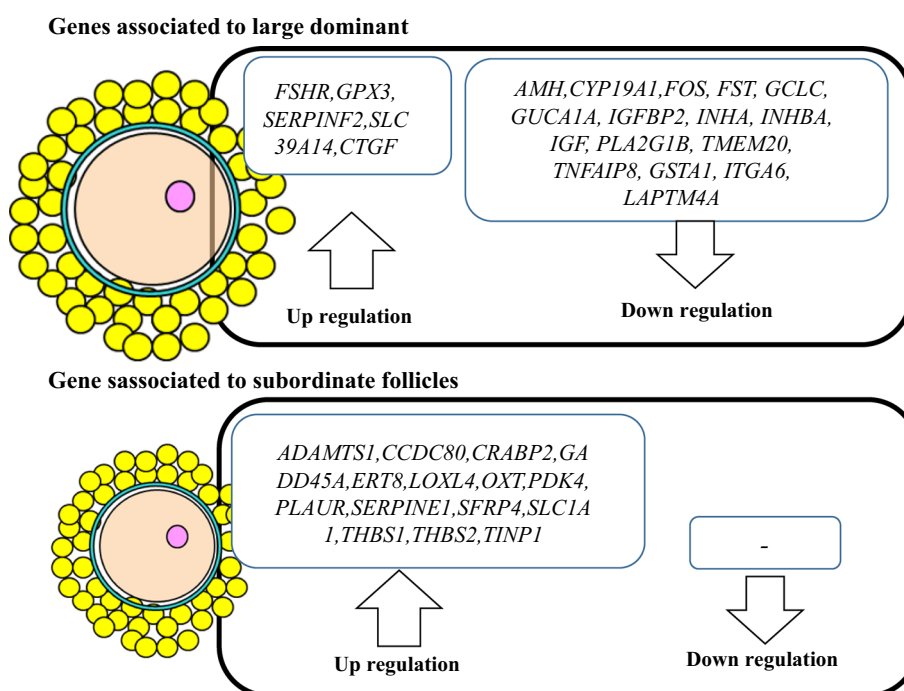 Genes associated to large dominant
FSHR,GPX3,
SERPINF2,SLC
39A14,CTGF
Up regulation
AMH,CYP19A1,FOS, FST, GCLC,
GUCA1A, IGFBP2, INHA, INHBA,
IGF, PLA2G1B, TMEM20,
TNFAIP8, GSTA1, ITGA6,
LAPTM4A
Down regulation
Gene sassociated to subordinate follicles
ADAMTS1,CCDC80,CRABP2,GA
DD45A,ERT8,LOXL4,OXT,PDK4,
PLAUR,SERPINE1,SFRP4,SLC1A
1,THBS1,THBS2,TINP1
Up regulation
-
Down regulation